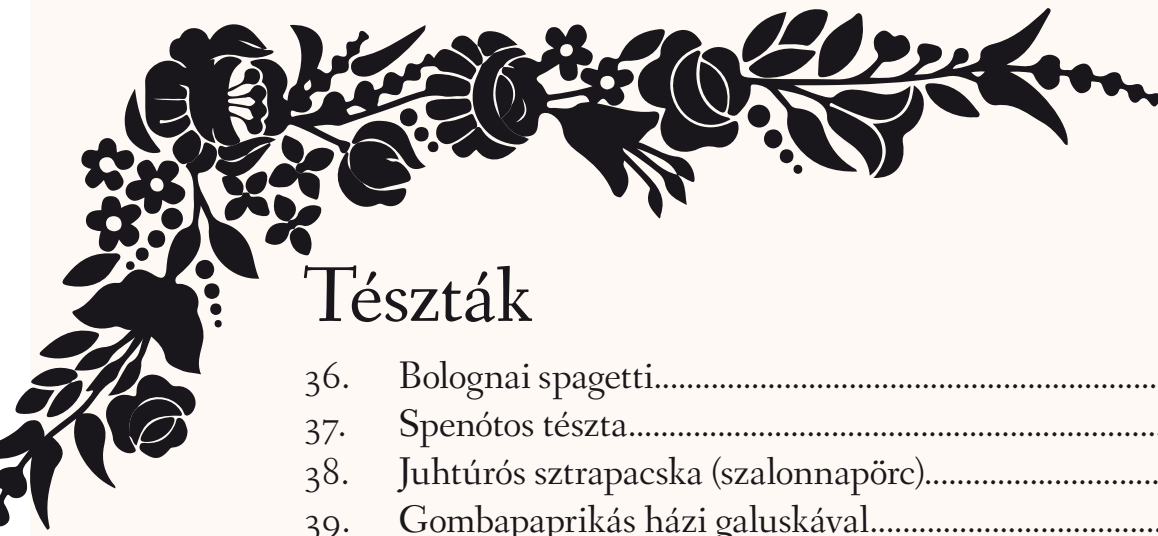 Tészták
36. Bolognai spagetti................................................................
37. Spenótos tészta...................................................................
38. Juhtúrós sztrapacska (szalonnapörc)............................
39. Gombapaprikás házi galuskával...................................